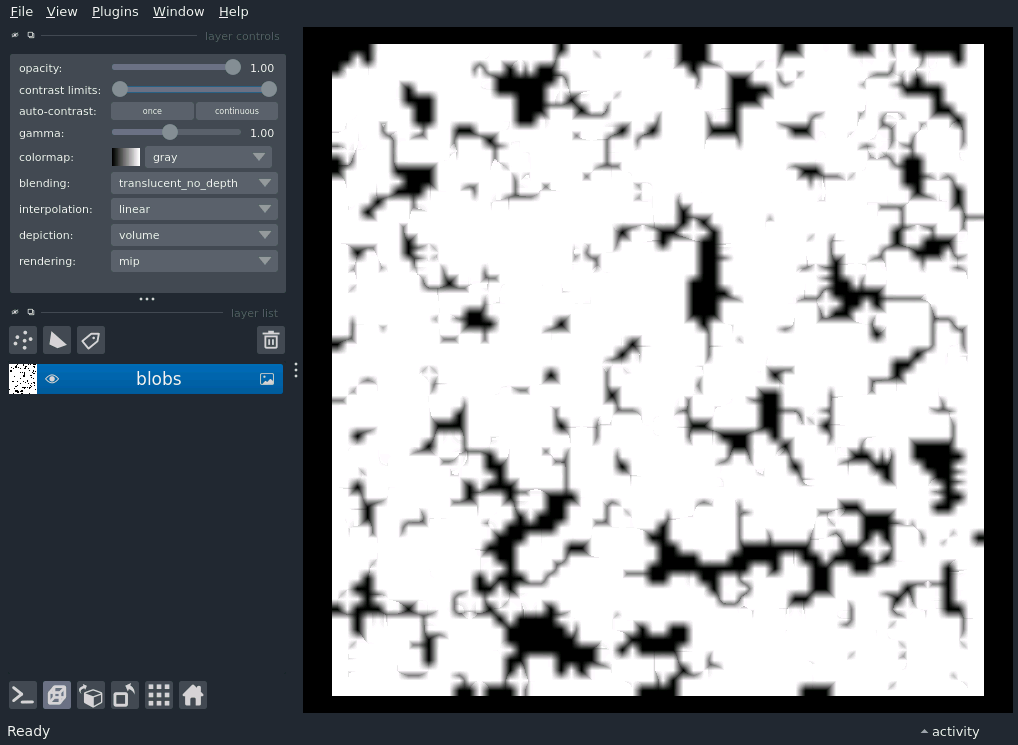 File View Plugins Window Help
layer controls
opacity: 1.00
contrast limits:
auto-contrast: once continuous
gamma: 1.00
colormap: gray
blending: translucent_no_depth
interpolation: linear
depiction: volume
rendering: mip
layer list
blobs
Ready activity